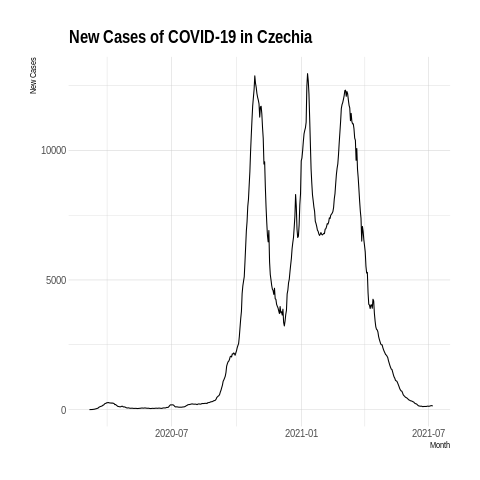 New Cases of COVID-19 in Czechia
New Cases
10000
5000
0
2020-07
2021-01
2021-07
Month